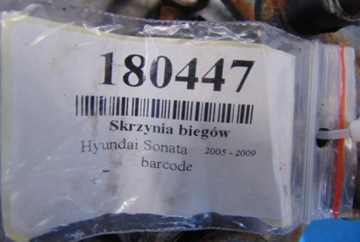 180447
Skrzynia biegów
Hyundai Sonata 2005 - 2009
barcode